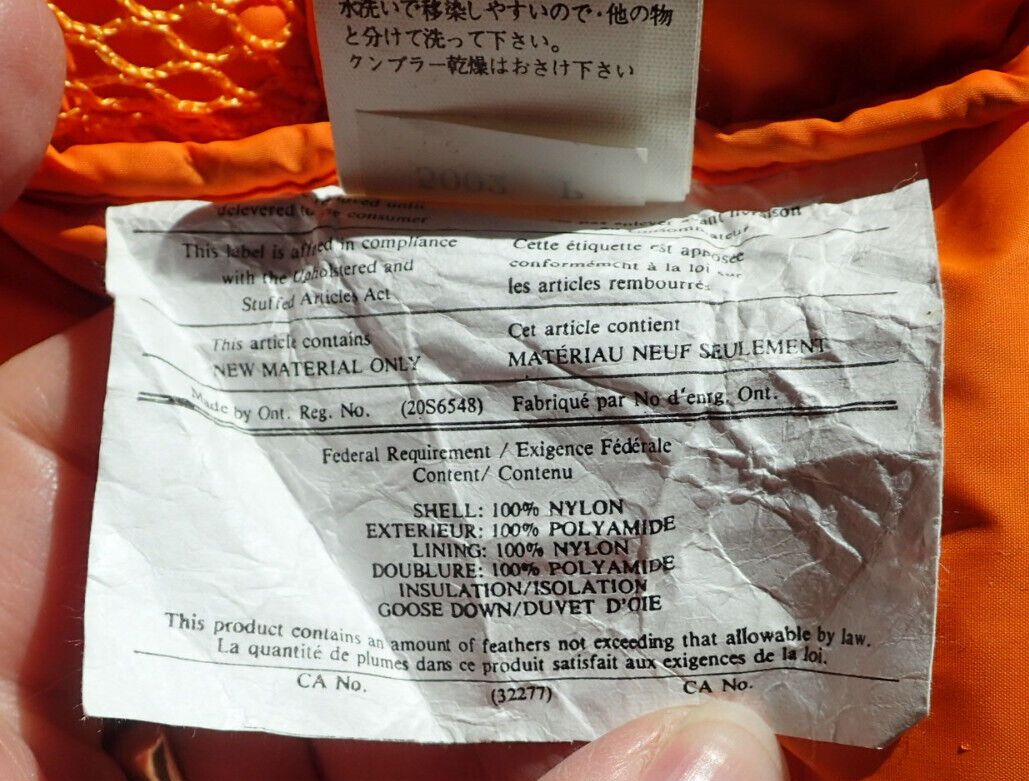 水洗いで移染しやすいので・他の物
と分けて洗って下さい。
クンブラー乾燥はおさけ下さい
delevered to be consumer
This label is affixed in compliance
with the Upholstered and
Stuffed Articles Act
Cette étiquette est apposée
conformément à la loi sur
les articles rembourrés
This article contains
NEW MATERIAL ONLY
Cet article contient
MATÉRIAU NEUF SEULEMENT
Made by Ont. Reg. No. (20S6548) Fabriqué par No d'enrg. Ont.
Federal Requirement / Exigence Fédérale
Content/ Contenu
SHELL: 100% NYLON
EXTERIEUR: 100% POLYAMIDE
LINING: 100% NYLON
DOUBLURE: 100% POLYAMIDE
INSULATION/ISOLATION
GOOSE DOWN/DUVET D'OIE
This product contains an amount of feathers not exceeding that allowable by law.
La quantité de plumes dans ce produit satisfait aux exigences de la loi.
CA No. (32277) CA No.